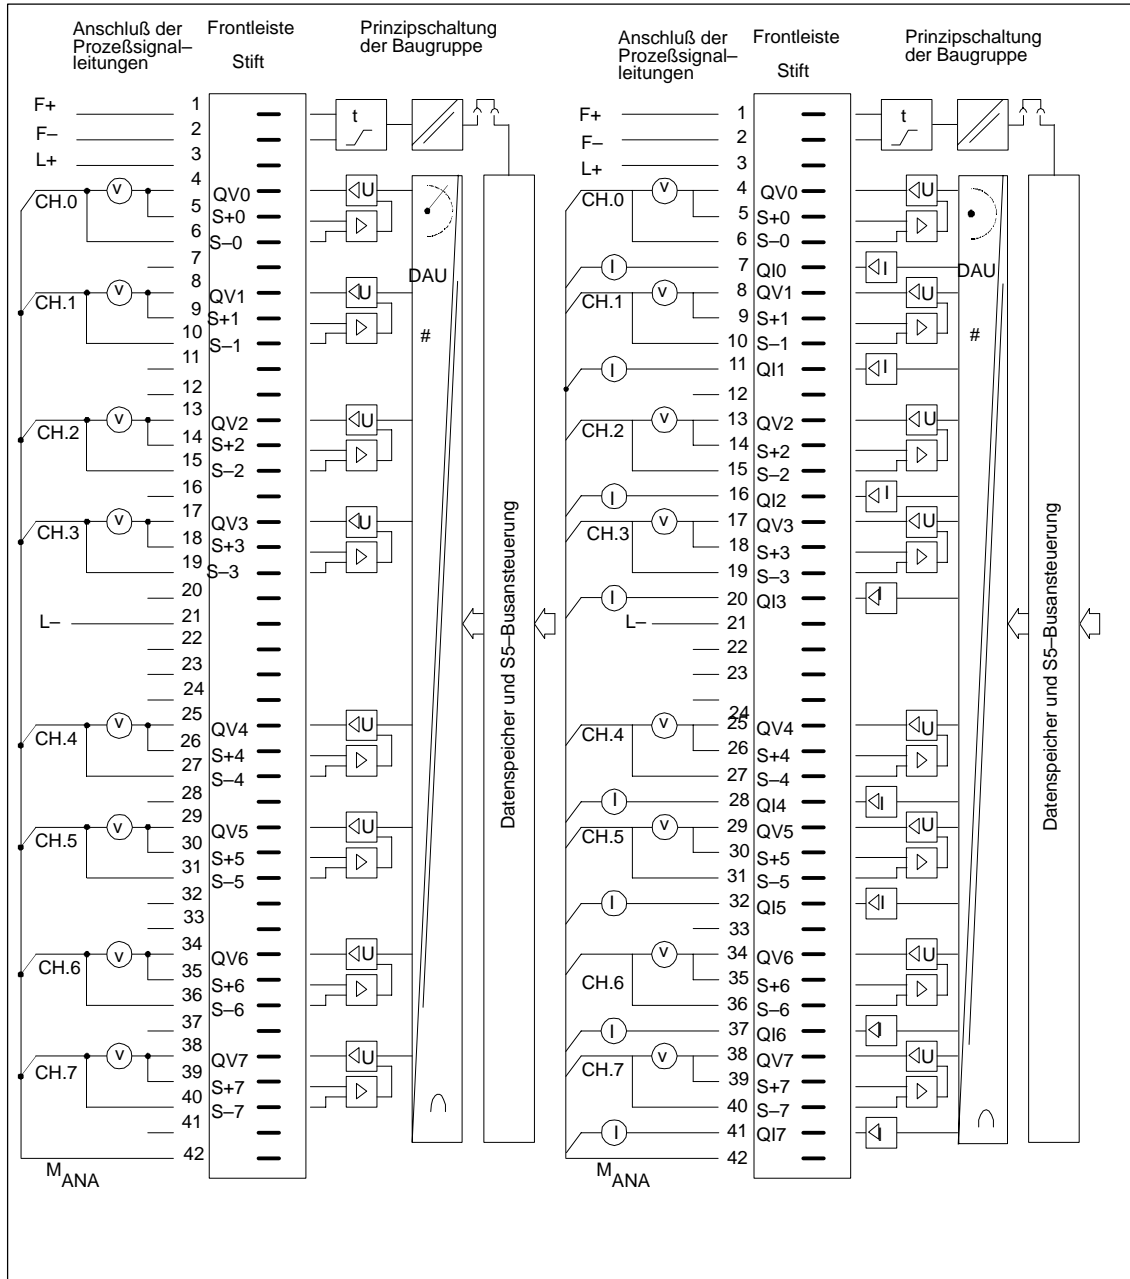 Anschluß der
Prozeßsignal–
leitungen
Frontleiste
Stift
Prinzipschaltung
der Baugruppe
F+
1
t
F–
2
L+
3
4
CH.0
V
QV0
U
5
S+0
6
S–0
7
DAU
8
CH.1
V
QV1
U
9
S+1
10
S–1
#
11
12
13
CH.2
V
QV2
U
14
S+2
15
S–2
16
17
CH.3
V
QV3
U
18
S+3
19
S–3
20
L–
21
22
23
24
25
CH.4
V
QV4
U
26
S+4
27
S–4
28
29
CH.5
V
QV5
U
30
S+5
31
S–5
32
33
34
CH.6
V
QV6
U
35
S+6
36
S–6
37
38
CH.7
V
QV7
U
39
S+7
40
S–7
41
42
MANA
Datenspeicher und S5–Busansteuerung
Anschluß der
Prozeßsignal–
leitungen
Frontleiste
Stift
Prinzipschaltung
der Baugruppe
F+
1
t
F–
2
L+
3
CH.0
V
4
QV0
U
5
S+0
6
S–0
I
7
QI0
I
DAU
CH.1
V
8
QV1
U
9
S+1
10
S–1
#
I
11
QI1
I
12
CH.2
V
13
QV2
U
14
S+2
15
S–2
I
16
QI2
I
CH.3
V
17
QV3
U
18
S+3
19
S–3
I
20
QI3
I
L–
21
22
23
24
CH.4
V
25
QV4
U
26
S+4
27
S–4
I
28
QI4
I
CH.5
V
29
QV5
U
30
S+5
31
S–5
I
32
QI5
I
33
CH.6
V
34
QV6
U
35
S+6
36
S–6
I
37
QI6
I
CH.7
V
38
QV7
U
39
S+7
40
S–7
I
41
QI7
I
42
MANA
Datenspeicher und S5–Busansteuerung